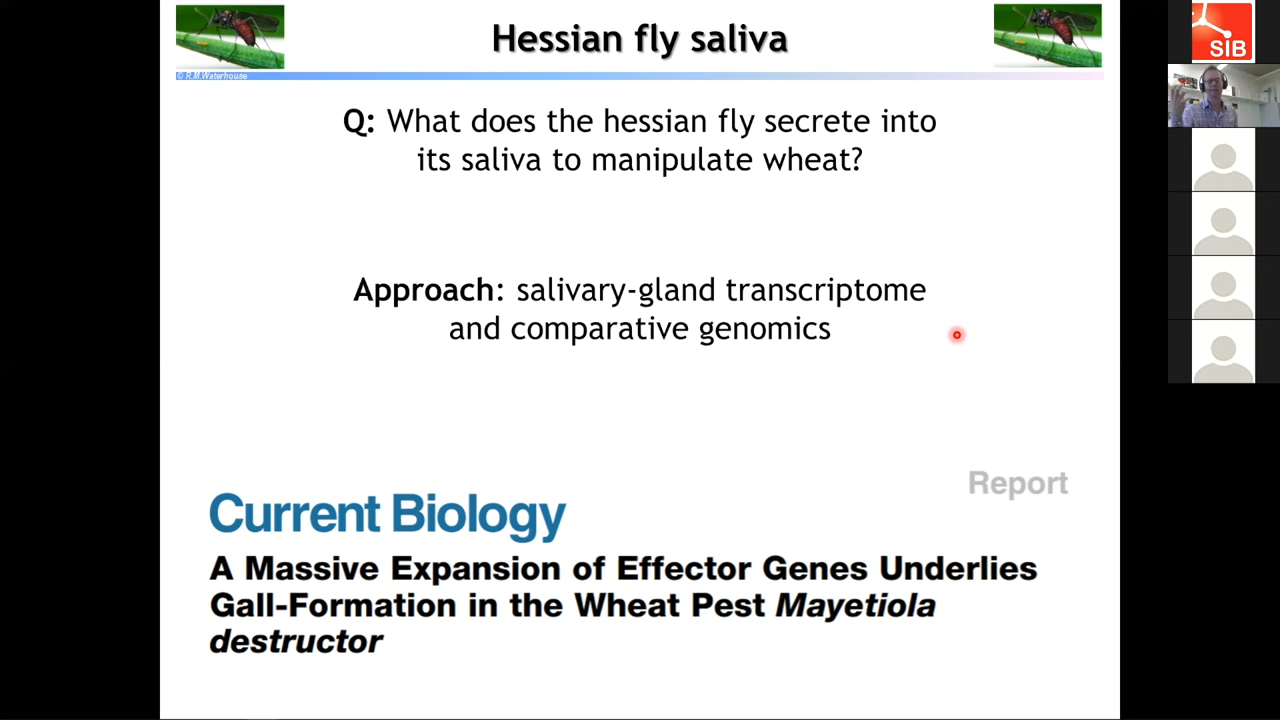 Hessian fly saliva
© R.M.Waterhouse
Q: What does the hessian fly secrete into
its saliva to manipulate wheat?
Approach: salivary-gland transcriptome
and comparative genomics
Report
Current Biology
A Massive Expansion of Effector Genes Underlies
Gall-Formation in the Wheat Pest Mayetiola
destructor
SIB